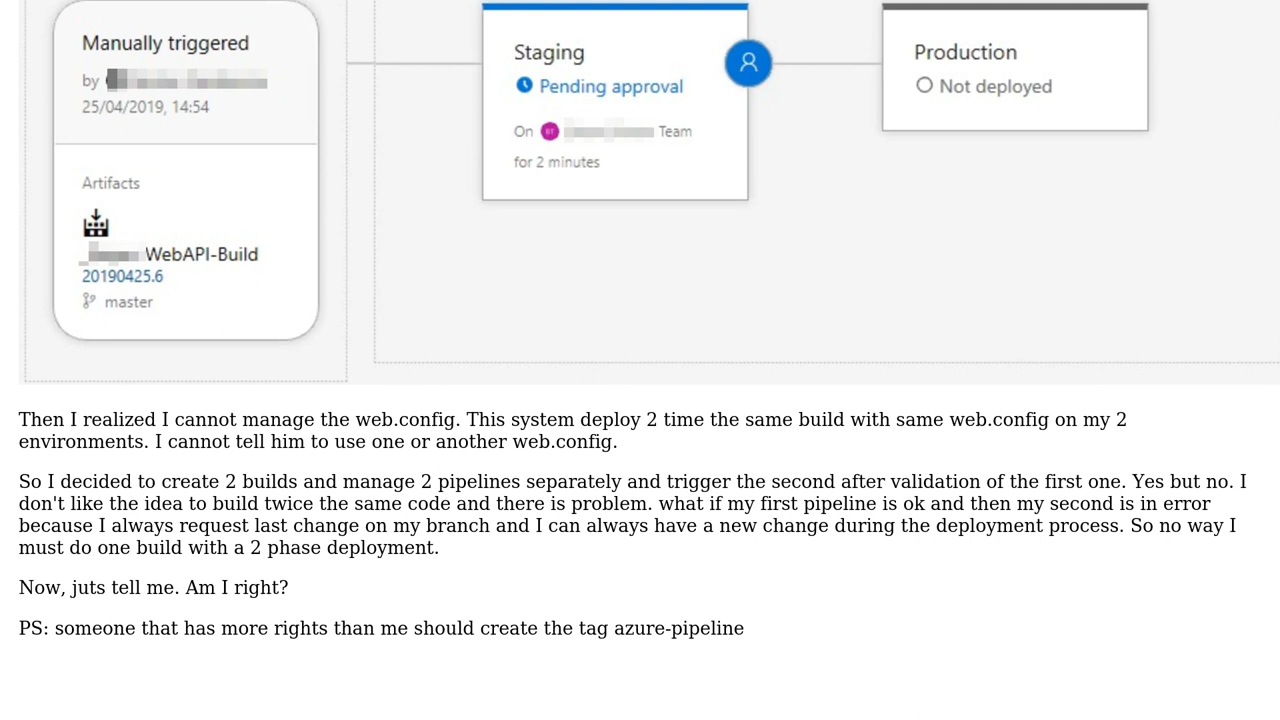 Manually triggered
by
25/04/2019, 14:54
Artifacts
WebAPI-Build
20190425.6
master
Staging
Pending approval
On Team
for 2 minutes
Production
Not deployed
Then I realized I cannot manage the web.config. This system deploy 2 time the same build with same web.config on my 2
environments. I cannot tell him to use one or another web.config.
So I decided to create 2 builds and manage 2 pipelines separately and trigger the second after validation of the first one. Yes but no. I
don't like the idea to build twice the same code and there is problem. what if my first pipeline is ok and then my second is in error
because I always request last change on my branch and I can always have a new change during the deployment process. So no way I
must do one build with a 2 phase deployment.
Now, juts tell me. Am I right?
PS: someone that has more rights than me should create the tag azure-pipeline